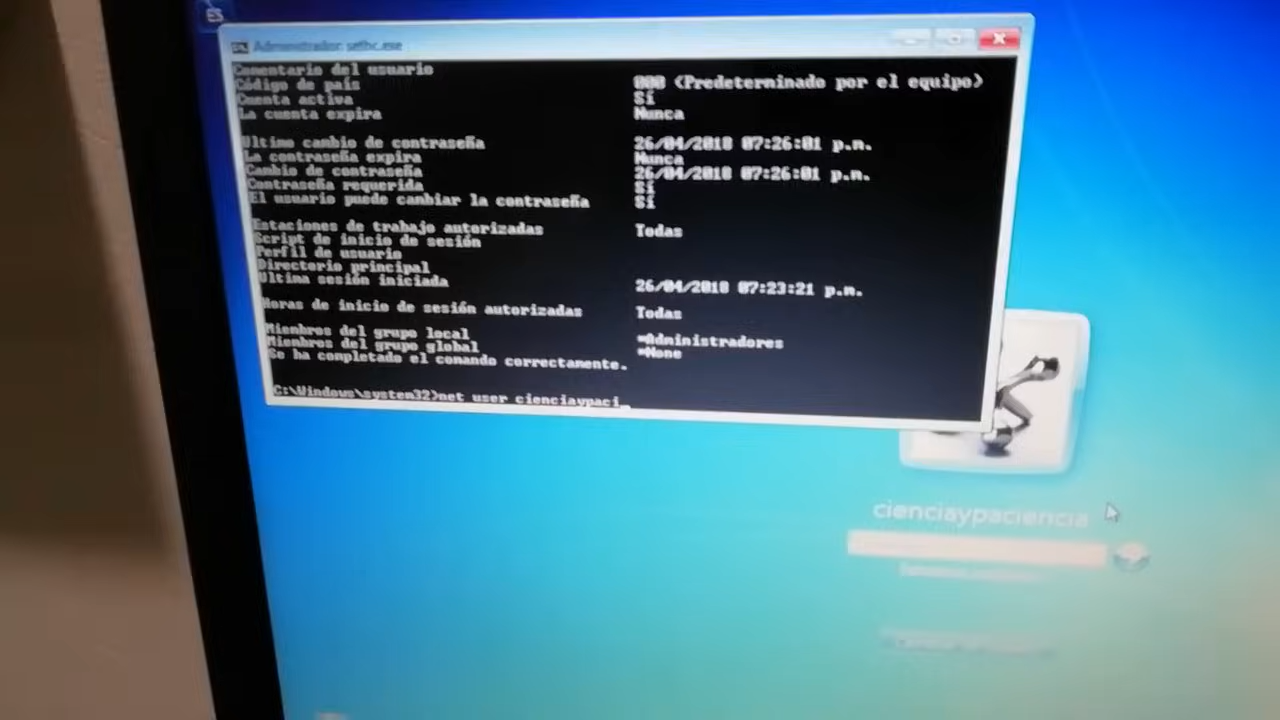 ES
Administrador: sethc.exe
Comentario del usuario
Código de país 000 (Predeterminado por el equipo)
Cuenta activa Sí
La cuenta expira Nunca
Ultimo cambio de contraseña 26/04/2018 07:26:01 p.m.
La contraseña expira Nunca
Cambio de contraseña 26/04/2018 07:26:01 p.m.
Contraseña requerida Sí
El usuario puede cambiar la contraseña Sí
Estaciones de trabajo autorizadas Todas
Script de inicio de sesión
Perfil de usuario
Directorio principal
Ultima sesión iniciada 26/04/2018 07:23:21 p.m.
Horas de inicio de sesión autorizadas Todas
Miembros del grupo local *Administradores
Miembros del grupo global *None
Se ha completado el comando correctamente.
C:\Windows\system32>net user cienciaypaci_
cienciaypaciencia